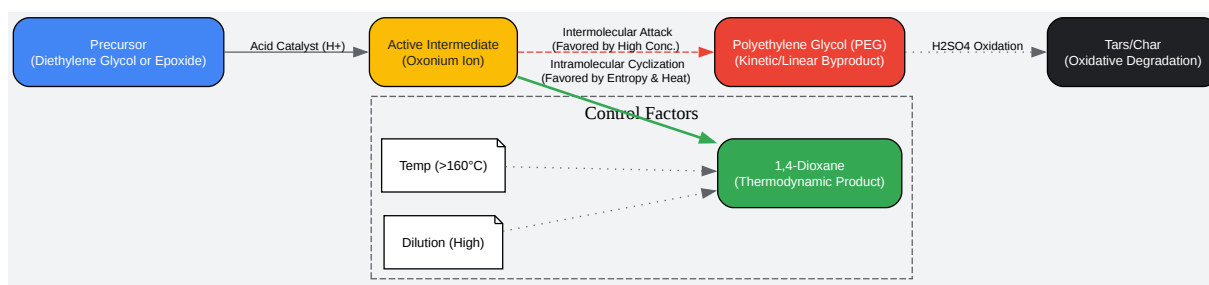 Precursor
(Diethylene Glycol or Epoxide)
Acid Catalyst (H+)
Active Intermediate
(Oxonium Ion)
Intermolecular Attack
(Favored by High Conc.)
Intramolecular Cyclization
(Favored by Entropy & Heat)
Polyethylene Glycol (PEG)
(Kinetic/Linear Byproduct)
H2SO4 Oxidation
Tars/Char
(Oxidative Degradation)
Control Factors
Temp (>160°C)
Dilution (High)
1,4-Dioxane
(Thermodynamic Product)